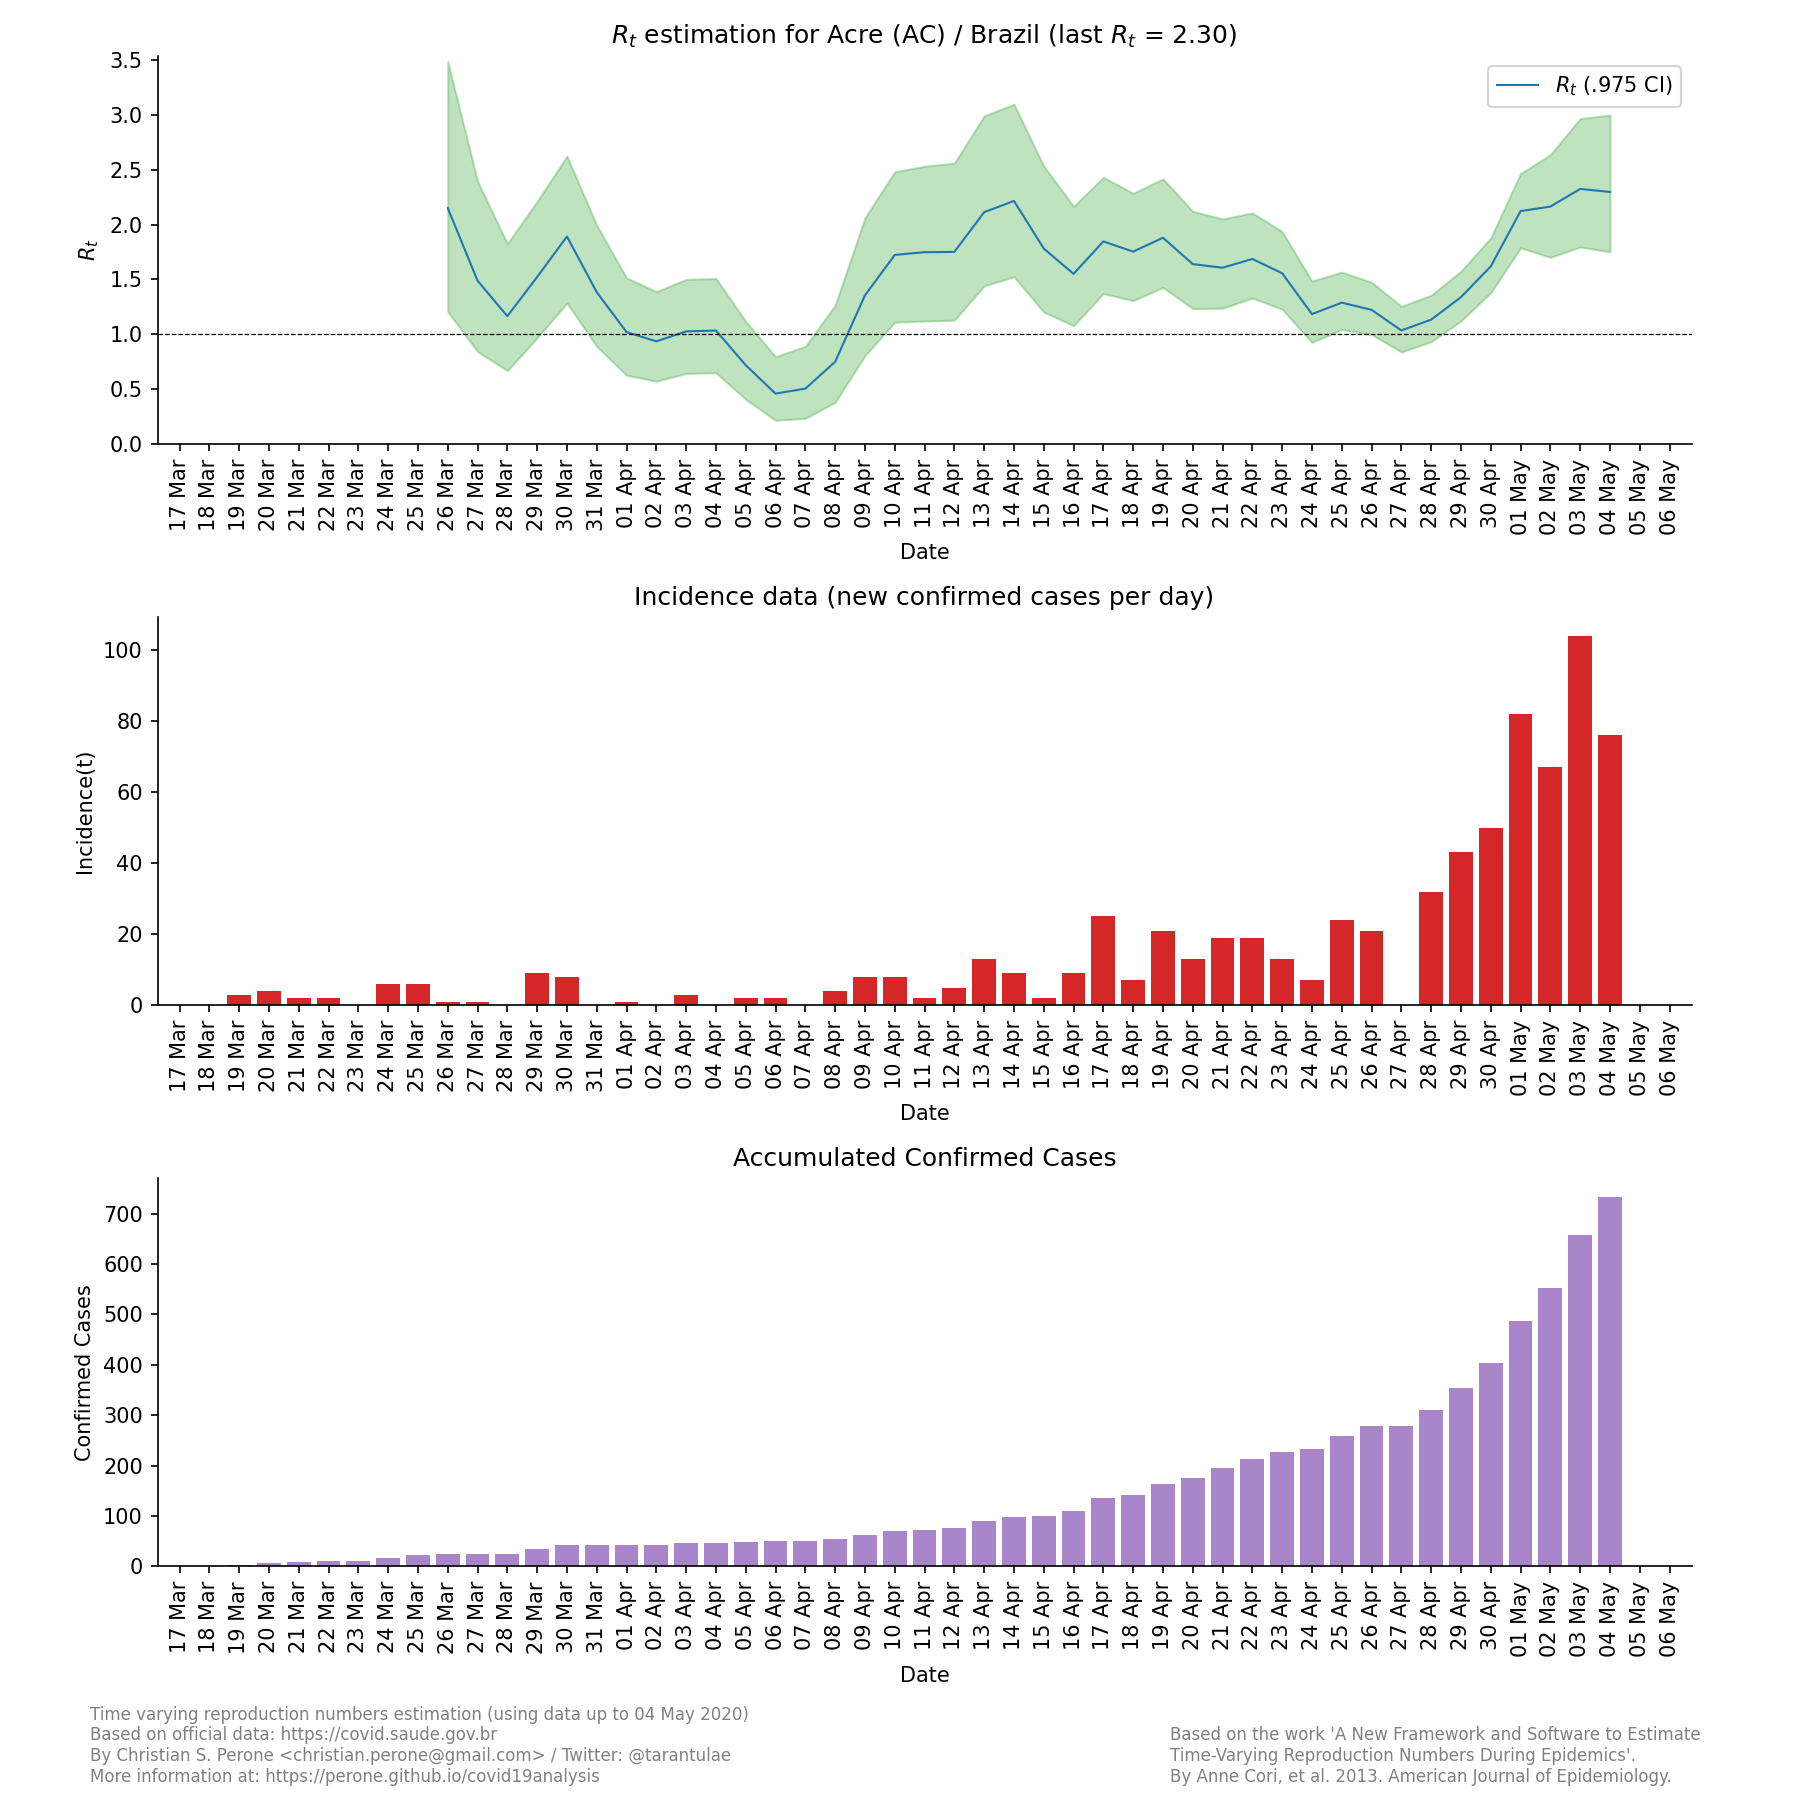 Rt estimation for Acre (AC) / Brazil (last Rt = 2.30)
3.5
3.0
2.5
2.0
1.5
1.0
0.5
0.0
Rt
Rt (.975 CI)
17 Mar 18 Mar 19 Mar 20 Mar 21 Mar 22 Mar 23 Mar 24 Mar 25 Mar 26 Mar 27 Mar 28 Mar 29 Mar 30 Mar 31 Mar 01 Apr 02 Apr 03 Apr 04 Apr 05 Apr 06 Apr 07 Apr 08 Apr 09 Apr 10 Apr 11 Apr 12 Apr 13 Apr 14 Apr 15 Apr 16 Apr 17 Apr 18 Apr 19 Apr 20 Apr 21 Apr 22 Apr 23 Apr 24 Apr 25 Apr 26 Apr 27 Apr 28 Apr 29 Apr 30 Apr 01 May 02 May 03 May 04 May 05 May 06 May
Date
Incidence data (new confirmed cases per day)
100
80
60
40
20
0
Incidence(t)
17 Mar 18 Mar 19 Mar 20 Mar 21 Mar 22 Mar 23 Mar 24 Mar 25 Mar 26 Mar 27 Mar 28 Mar 29 Mar 30 Mar 31 Mar 01 Apr 02 Apr 03 Apr 04 Apr 05 Apr 06 Apr 07 Apr 08 Apr 09 Apr 10 Apr 11 Apr 12 Apr 13 Apr 14 Apr 15 Apr 16 Apr 17 Apr 18 Apr 19 Apr 20 Apr 21 Apr 22 Apr 23 Apr 24 Apr 25 Apr 26 Apr 27 Apr 28 Apr 29 Apr 30 Apr 01 May 02 May 03 May 04 May 05 May 06 May
Date
Accumulated Confirmed Cases
700
600
500
400
300
200
100
0
Confirmed Cases
17 Mar 18 Mar 19 Mar 20 Mar 21 Mar 22 Mar 23 Mar 24 Mar 25 Mar 26 Mar 27 Mar 28 Mar 29 Mar 30 Mar 31 Mar 01 Apr 02 Apr 03 Apr 04 Apr 05 Apr 06 Apr 07 Apr 08 Apr 09 Apr 10 Apr 11 Apr 12 Apr 13 Apr 14 Apr 15 Apr 16 Apr 17 Apr 18 Apr 19 Apr 20 Apr 21 Apr 22 Apr 23 Apr 24 Apr 25 Apr 26 Apr 27 Apr 28 Apr 29 Apr 30 Apr 01 May 02 May 03 May 04 May 05 May 06 May
Date
Time varying reproduction numbers estimation (using data up to 04 May 2020)
Based on official data: https://covid.saude.gov.br
By Christian S. Perone <christian.perone@gmail.com> / Twitter: @tarantulae
More information at: https://perone.github.io/covid19analysis
Based on the work 'A New Framework and Software to Estimate
Time-Varying Reproduction Numbers During Epidemics'.
By Anne Cori, et al. 2013. American Journal of Epidemiology.